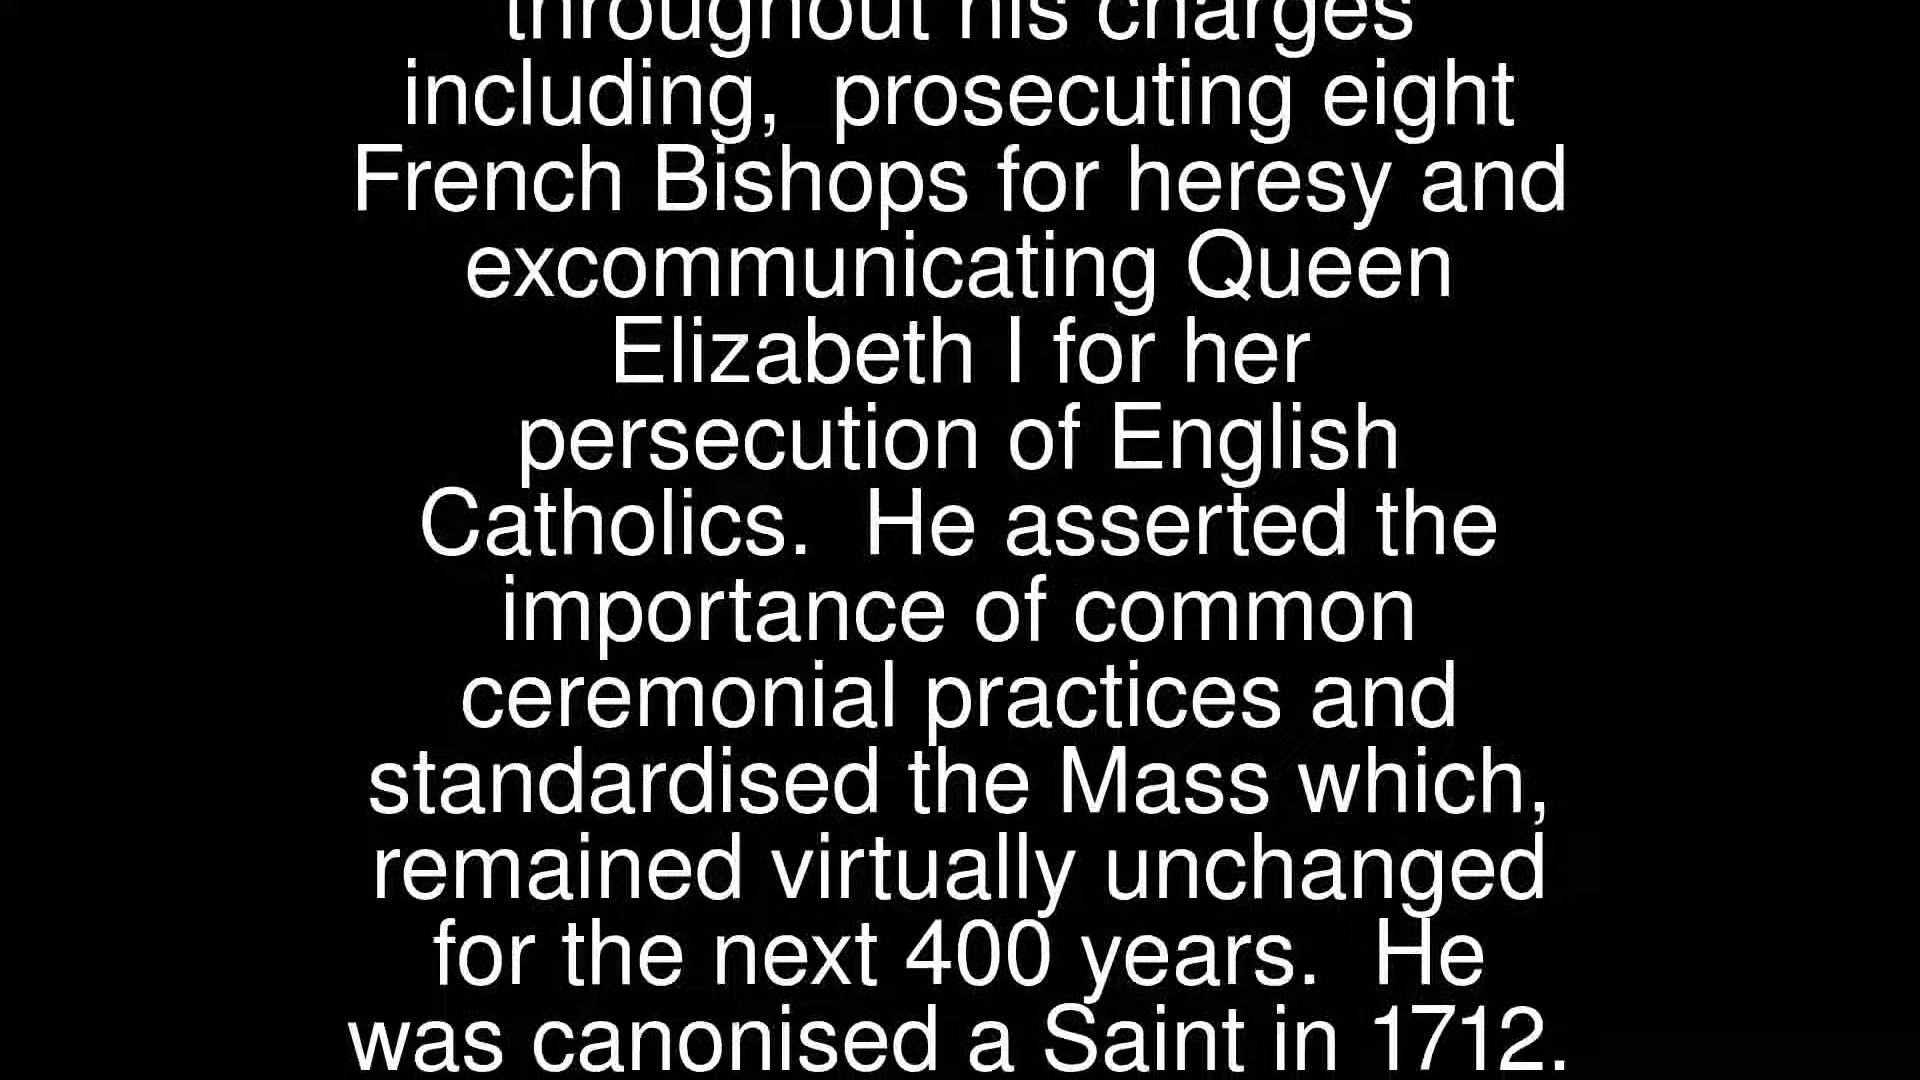 throughout his charges
including,  prosecuting eight
French Bishops for heresy and
excommunicating Queen
Elizabeth I for her
persecution of English
Catholics.  He asserted the
importance of common
ceremonial practices and
standardised the Mass which,
remained virtually unchanged
for the next 400 years.  He
was canonised a Saint in 1712.